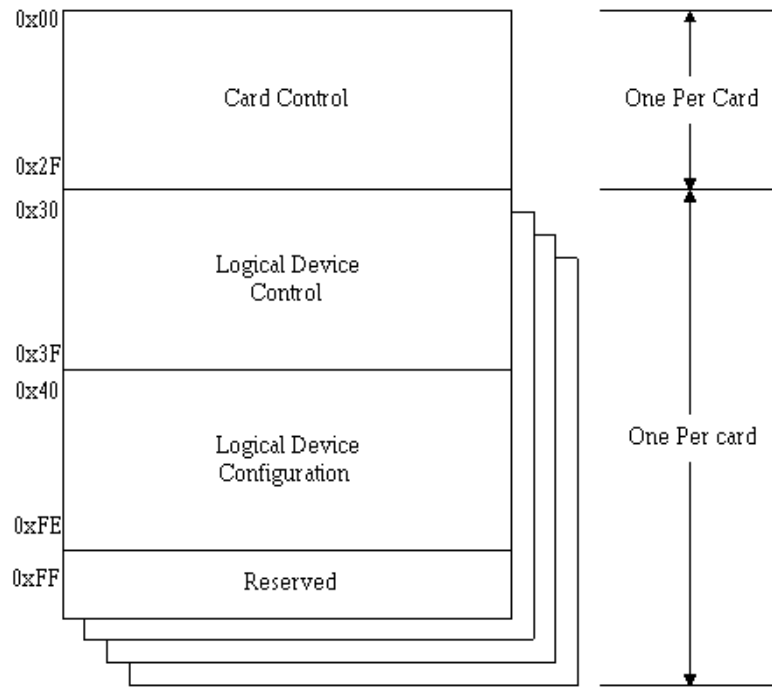 0x00
Card Control
One Per Card
0x2F
0x30
Logical Device
Control
0x3F
0x40
One Per card
Logical Device
Configuration
0xFE
0xFF
Reserved